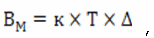 Вм = к × Т × Δ ,